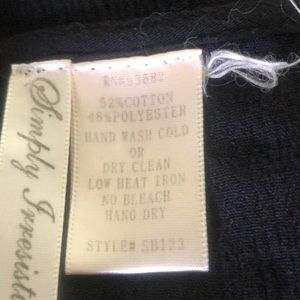 52%COTTON
48%POLYESTER
HAND WASH COLD
OR
DRY CLEAN
LOW HEAT IRON
NO BLEACH
HANG DRY
STYLE# SB123
Simply